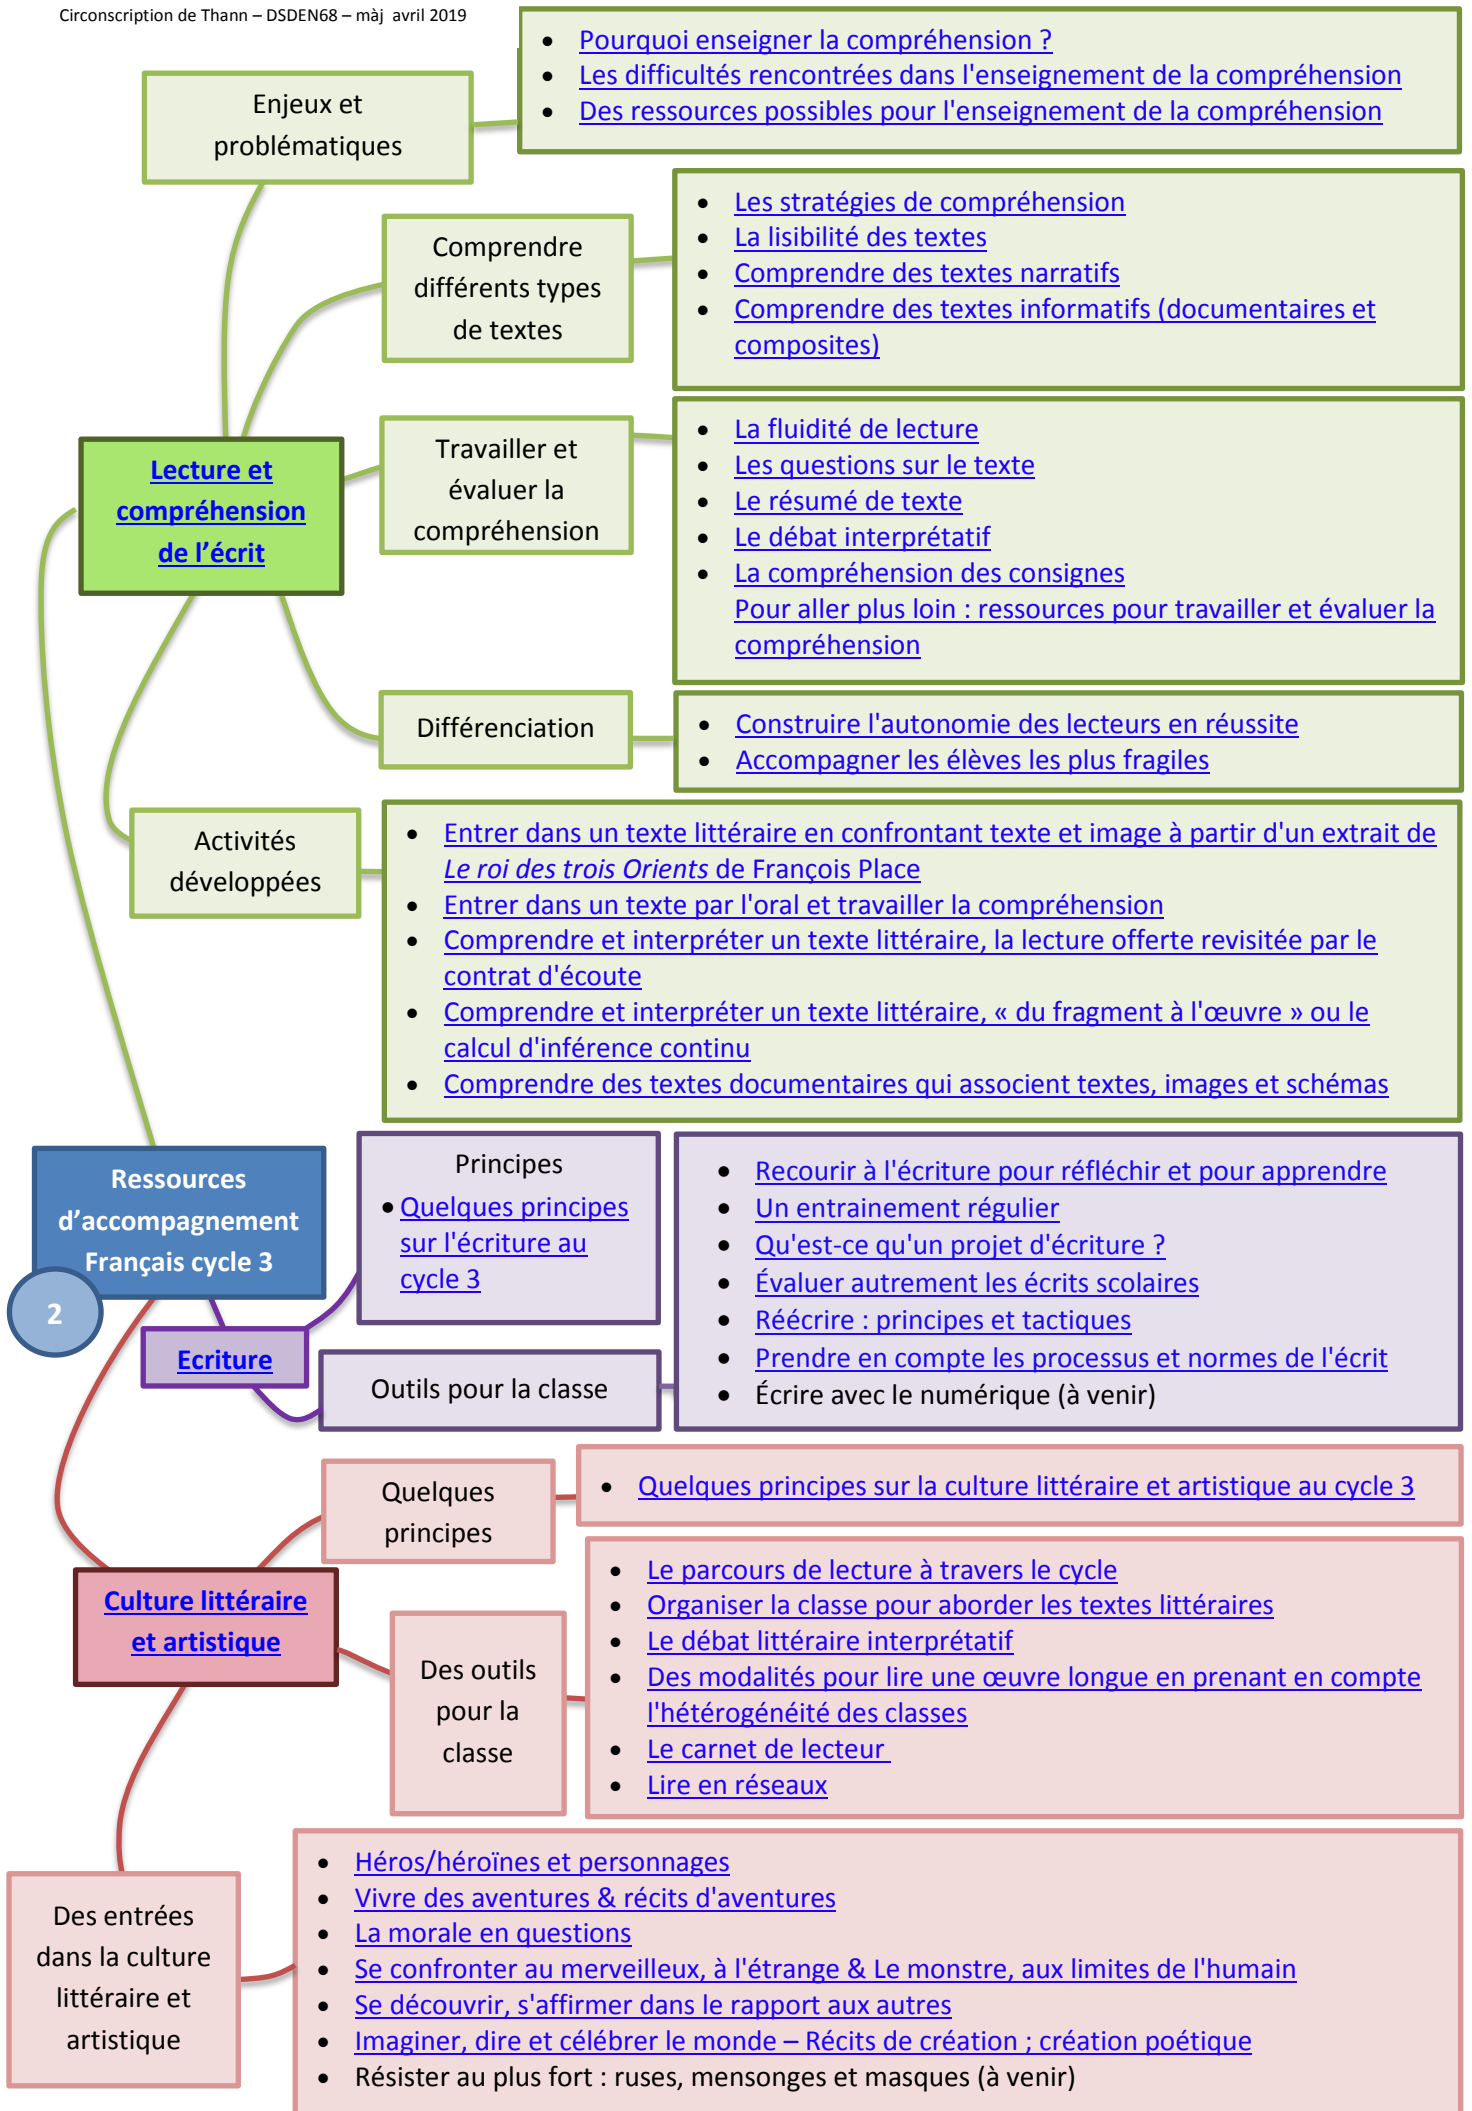 Circonscription de Thann – DSDEN68 – màj avril 2019
• Pourquoi enseigner la compréhension ?
• Les difficultés rencontrées dans l'enseignement de la compréhension
• Des ressources possibles pour l'enseignement de la compréhension
Enjeux et
problématiques
• Les stratégies de compréhension
• La lisibilité des textes
• Comprendre des textes narratifs
• Comprendre des textes informatifs (documentaires et
composites)
Comprendre
différents types
de textes
Travailler et
évaluer la
compréhension
• La fluidité de lecture
• Les questions sur le texte
• Le résumé de texte
• Le débat interprétatif
• La compréhension des consignes
Pour aller plus loin : ressources pour travailler et évaluer la
compréhension
Lecture et
compréhension
de l’écrit
Différenciation
• Construire l'autonomie des lecteurs en réussite
• Accompagner les élèves les plus fragiles
Activités
développées
• Entrer dans un texte littéraire en confrontant texte et image à partir d'un extrait de
Le roi des trois Orients de François Place
• Entrer dans un texte par l'oral et travailler la compréhension
• Comprendre et interpréter un texte littéraire, la lecture offerte revisitée par le
contrat d'écoute
• Comprendre et interpréter un texte littéraire, « du fragment à l'œuvre » ou le
calcul d'inférence continu
• Comprendre des textes documentaires qui associent textes, images et schémas
Ressources
d’accompagnement
Français cycle 3
2
Principes
• Quelques principes
sur l'écriture au
cycle 3
Ecriture
Outils pour la classe
• Recourir à l'écriture pour réfléchir et pour apprendre
• Un entrainement régulier
• Qu'est-ce qu'un projet d'écriture ?
• Évaluer autrement les écrits scolaires
• Réécrire : principes et tactiques
• Prendre en compte les processus et normes de l'écrit
• Écrire avec le numérique (à venir)
Quelques
principes
• Quelques principes sur la culture littéraire et artistique au cycle 3
Culture littéraire
et artistique
Des outils
pour la
classe
• Le parcours de lecture à travers le cycle
• Organiser la classe pour aborder les textes littéraires
• Le débat littéraire interprétatif
• Des modalités pour lire une œuvre longue en prenant en compte
l'hétérogénéité des classes
• Le carnet de lecteur
• Lire en réseaux
Des entrées
dans la culture
littéraire et
artistique
• Héros/héroïnes et personnages
• Vivre des aventures & récits d'aventures
• La morale en questions
• Se confronter au merveilleux, à l'étrange & Le monstre, aux limites de l'humain
• Se découvrir, s'affirmer dans le rapport aux autres
• Imaginer, dire et célébrer le monde – Récits de création ; création poétique
• Résister au plus fort : ruses, mensonges et masques (à venir)